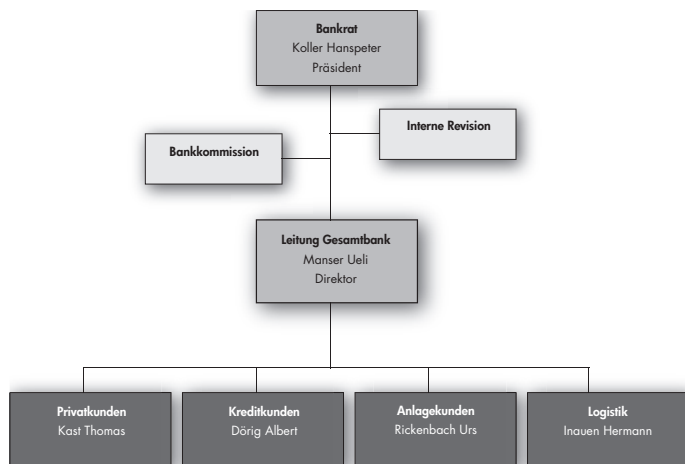 Bankrat
Koller Hanspeter
Präsident
Interne Revision
Bankkommission
Leitung Gesamtbank
Manser Ueli
Direktor
Privatkunden
Kast Thomas
Kreditkunden
Dörig Albert
Anlagekunden
Rickenbach Urs
Logistik
Inauen Hermann